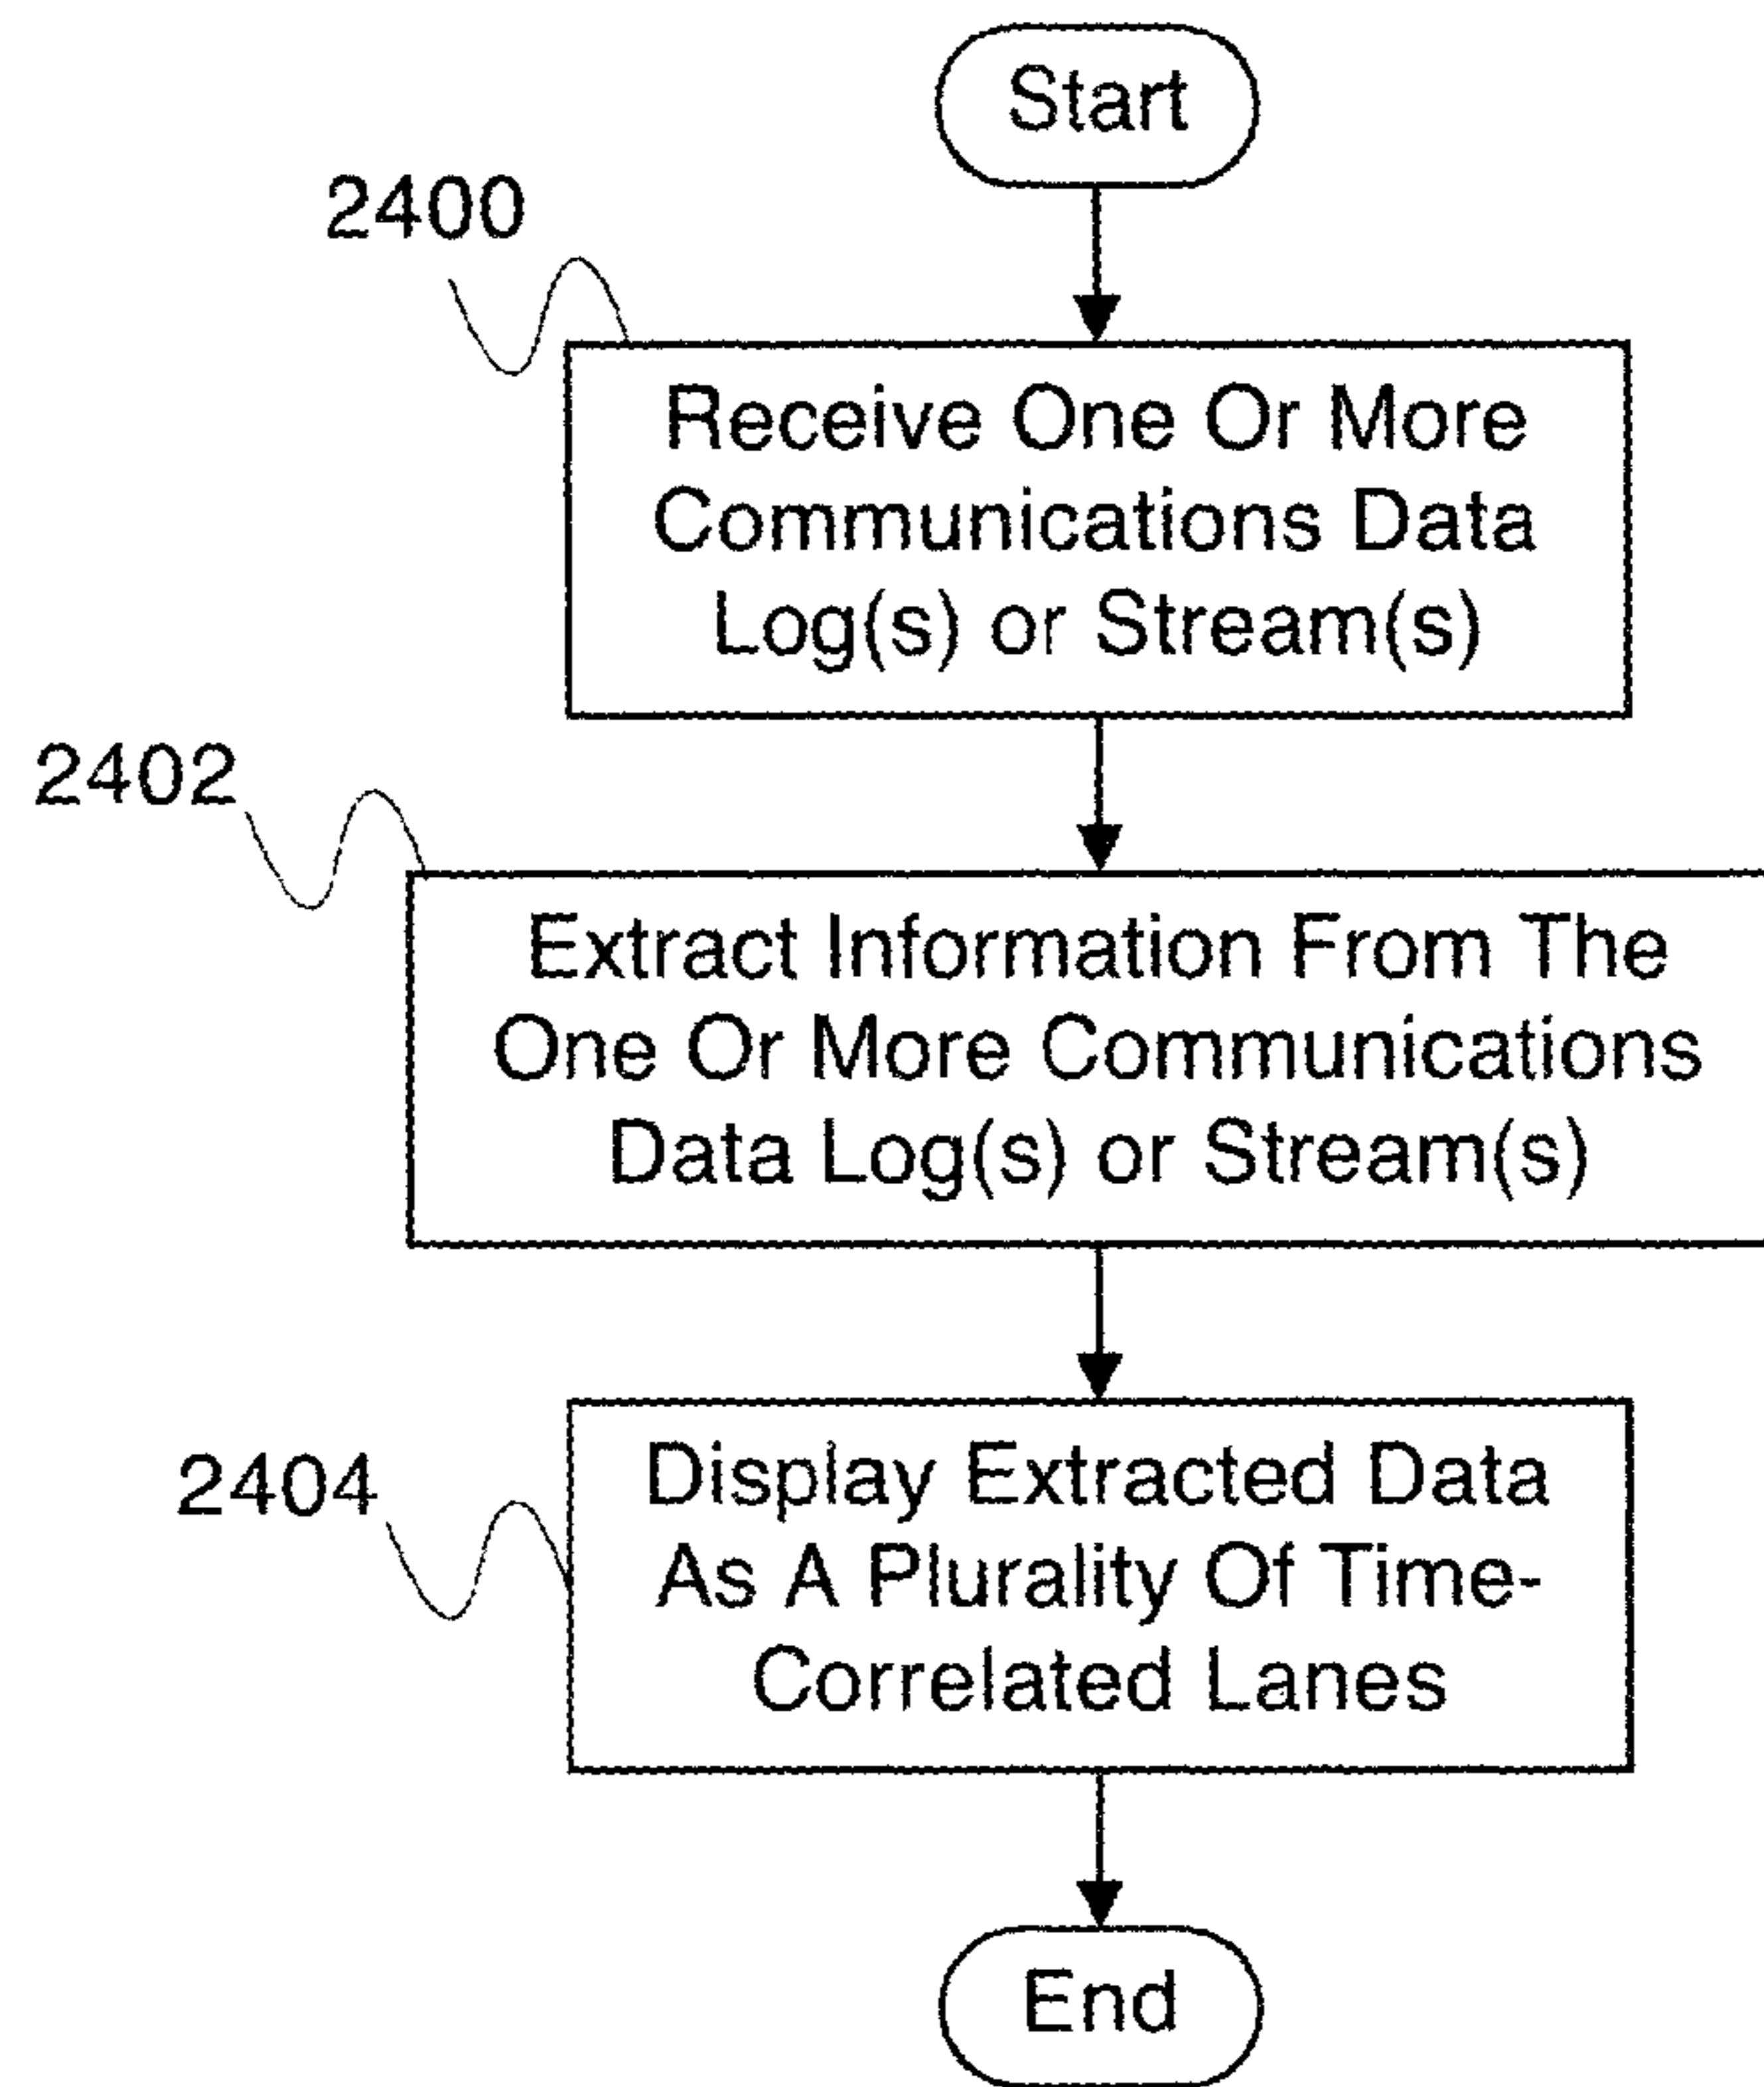 Start
2400
Receive One Or More
Communications Data
Log(s) or Stream(s)
2402
Extract Information From The
One Or More Communications
Data Log(s) or Stream(s)
2404
Display Extracted Data
As A Plurality Of Time-
Correlated Lanes
End